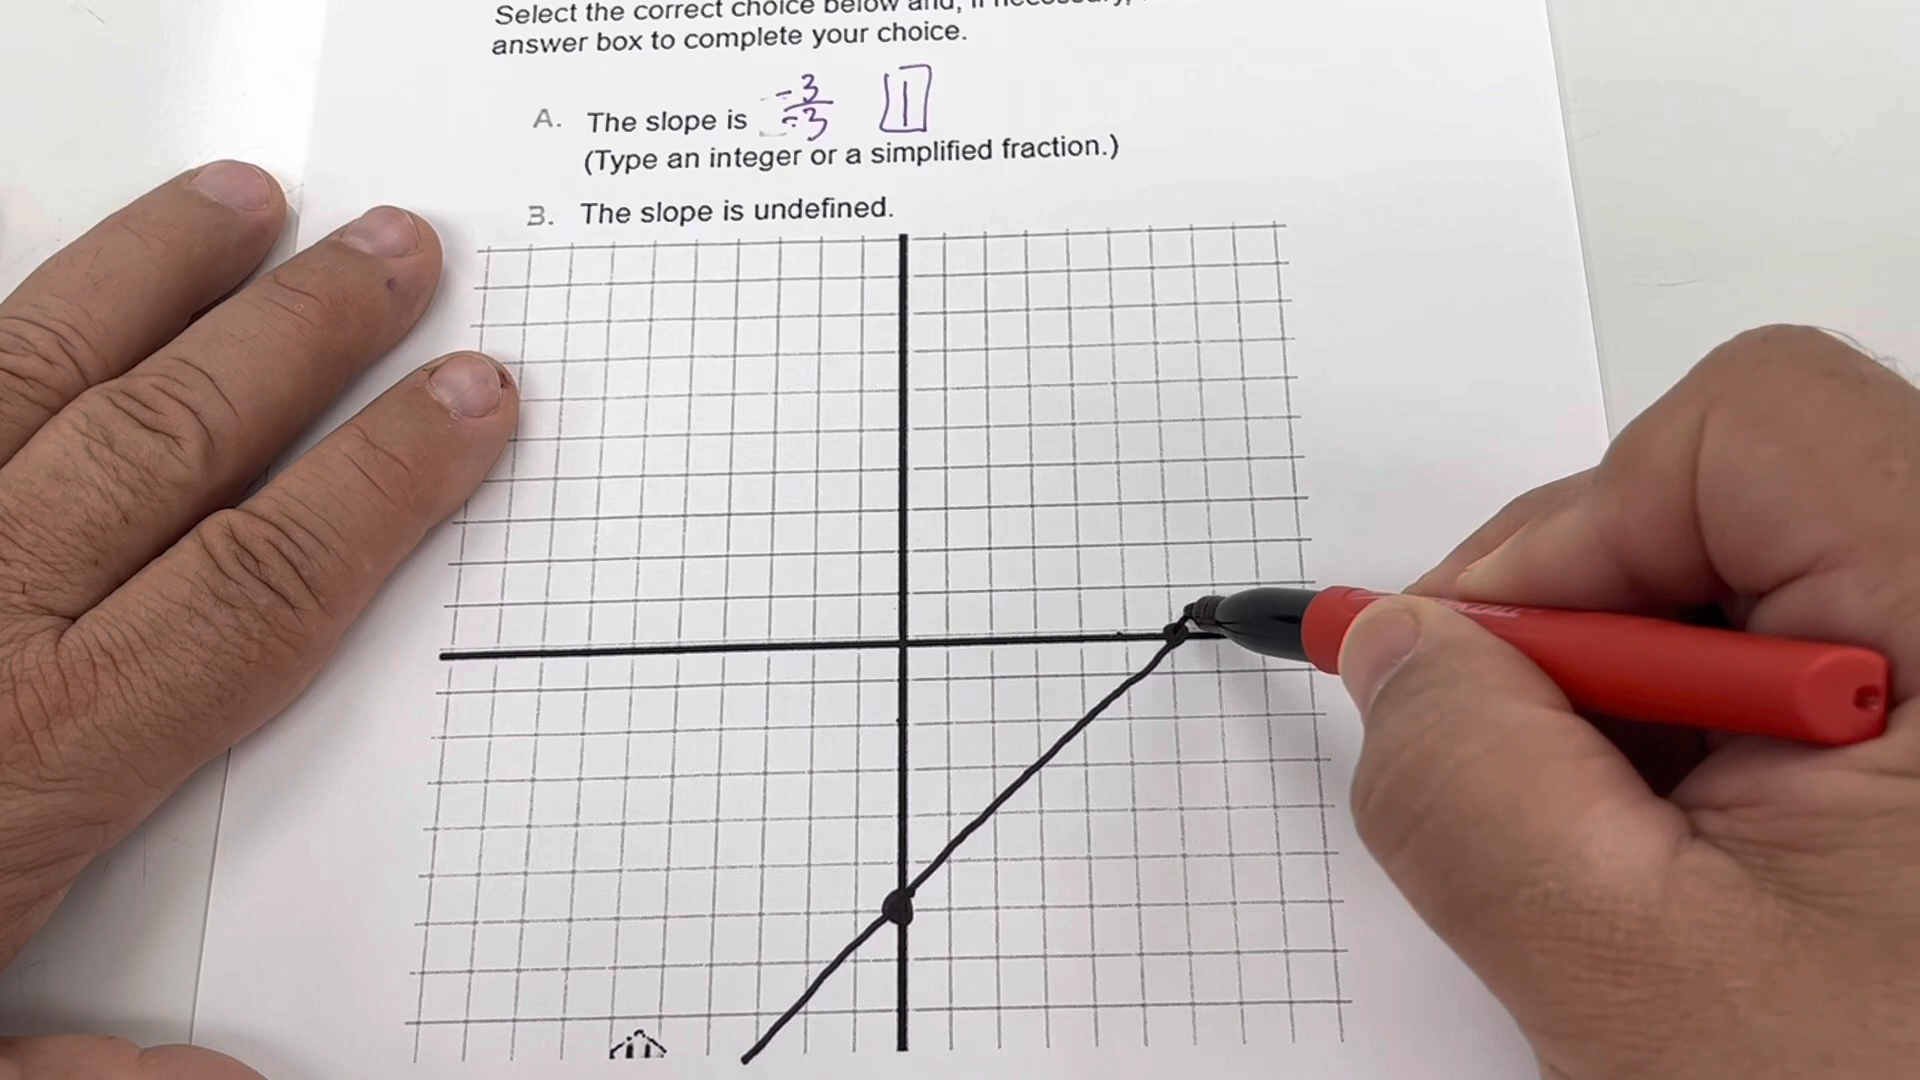 Select the correct choice below and, if necessary,
answer box to complete your choice.
A. The slope is -3/-3 1
(Type an integer or a simplified fraction.)
B. The slope is undefined.